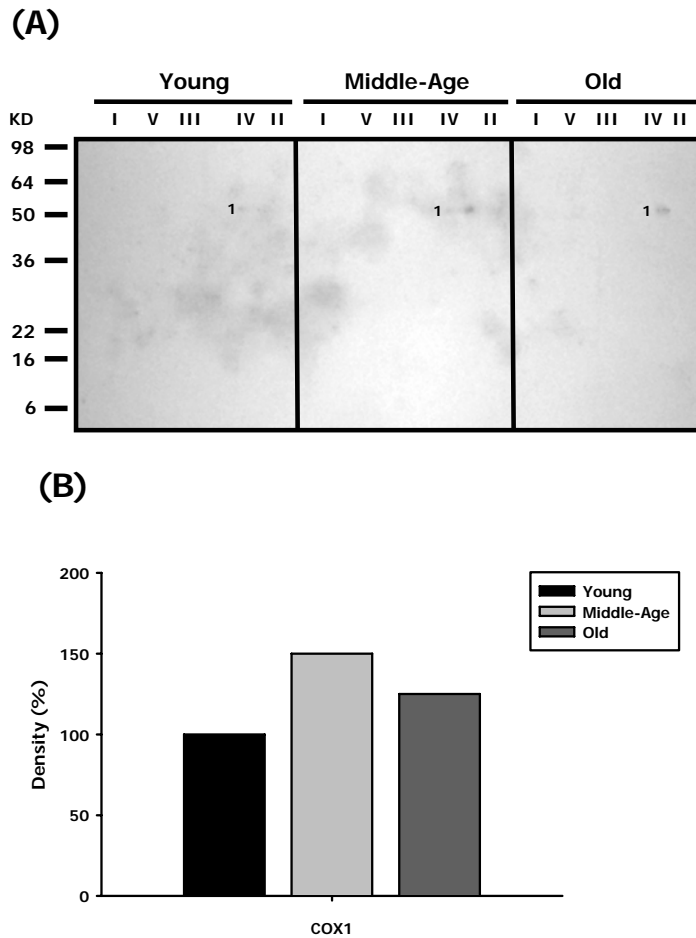 (A)
Young Middle-Age Old
KD I V III IV II I V III IV II I V III IV II
98
64
50 1 1 1
36
22
16
6
(B)
200
150
100
50
0
Density (%)
COX1
Young
Middle-Age
Old